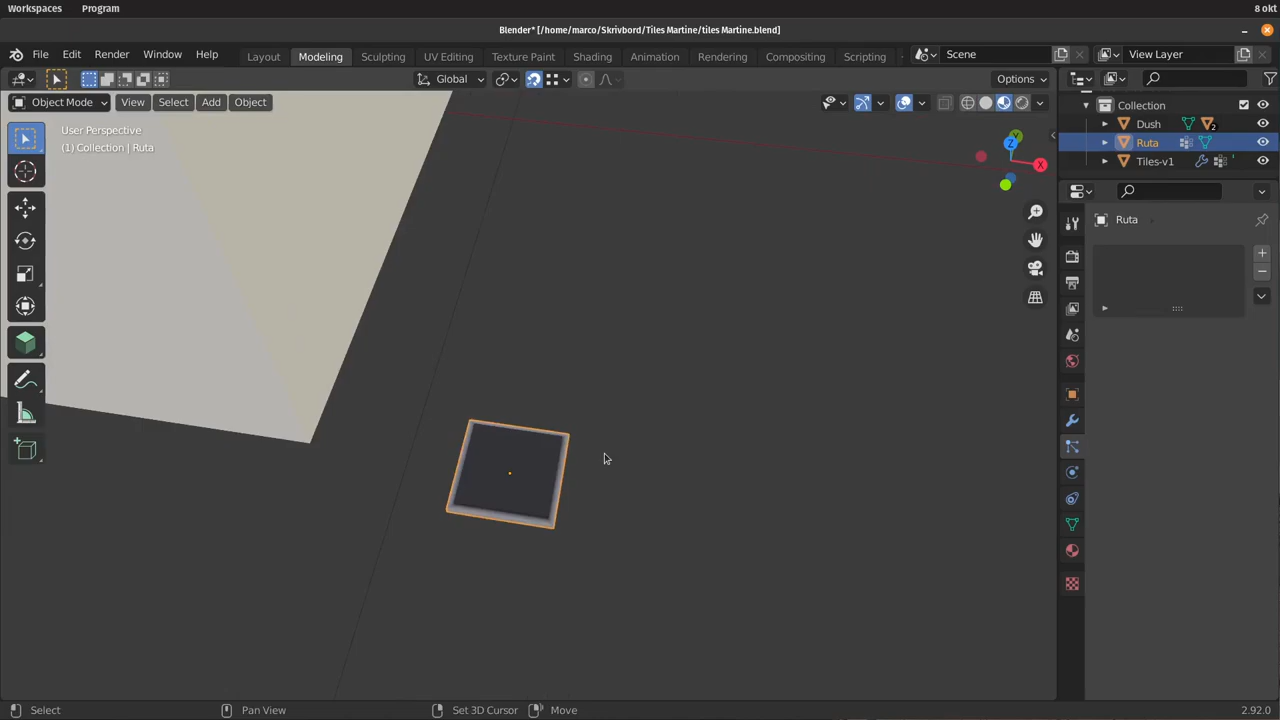 Workspaces Program 8 okt
Blender* [/home/marco/Skrivbord/Tiles Martine/tiles Martine.blend]
File Edit Render Window Help Layout Modeling Sculpting UV Editing Texture Paint Shading Animation Rendering Compositing Scripting Scene View Layer
Global Options
Object Mode View Select Add Object
User Perspective
(1) Collection | Ruta
X
Y
Z
Collection
Dush 2
Ruta
Tiles-v1
Ruta
Select Pan View Set 3D Cursor Move 2.92.0